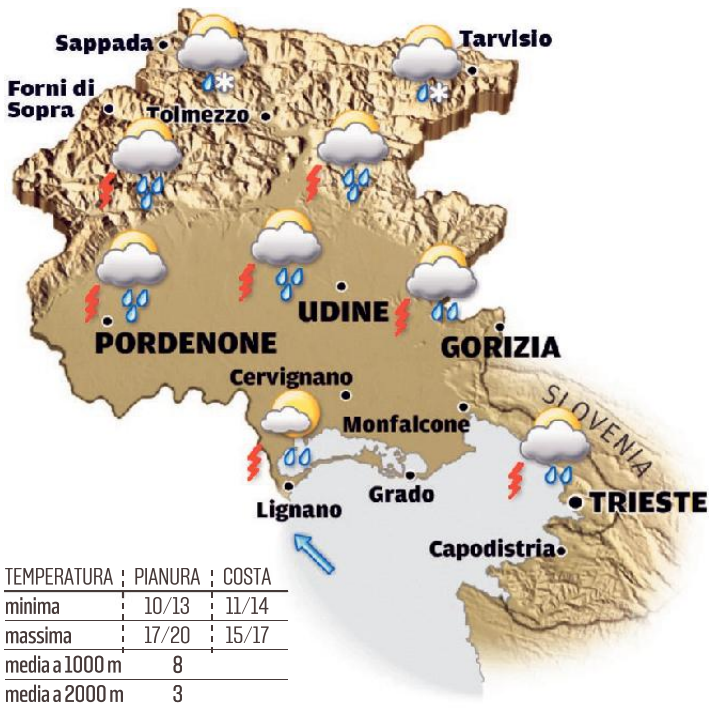 Sappada
Tarvisio
Forni di
Sopra
Tolmezzo
UDINE
PORDENONE
GORIZIA
Cervignano
SLOVENIA
Monfalcone
Grado
Lignano
TRIESTE
Capodistria
TEMPERATURA PIANURA COSTA
minima 10/13 11/14
massima 17/20 15/17
media a 1000 m 8
media a 2000 m 3